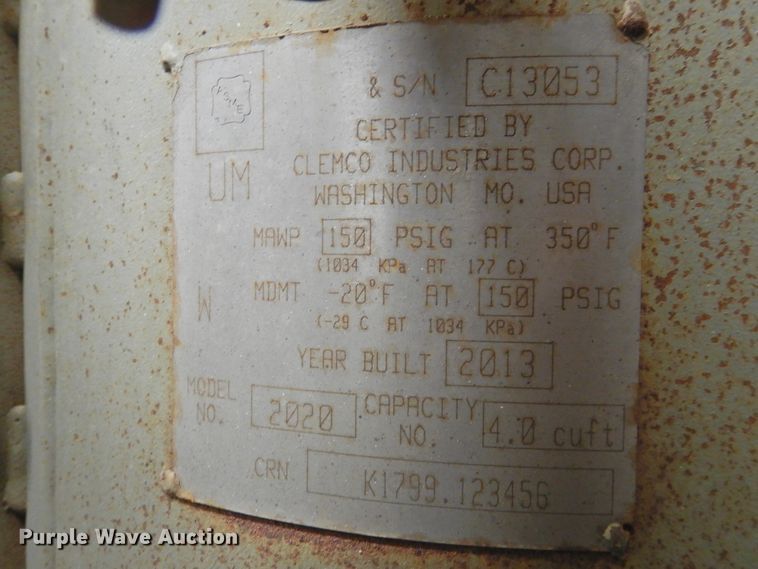 & S/N C13053
CERTIFIED BY
CLEMCO INDUSTRIES CORP.
UM
WASHINGTON MO. USA
MAWP 150 PSIG AT 350°F
(1034 KPa AT 177 C)
W
MDMT -20°F AT 150 PSIG
(-29 C AT 1034 KPa)
YEAR BUILT 2013
MODEL NO. 2020 CAPACITY NO. 4.0 cuft
CRN K1799.123456
Purple Wave Auction